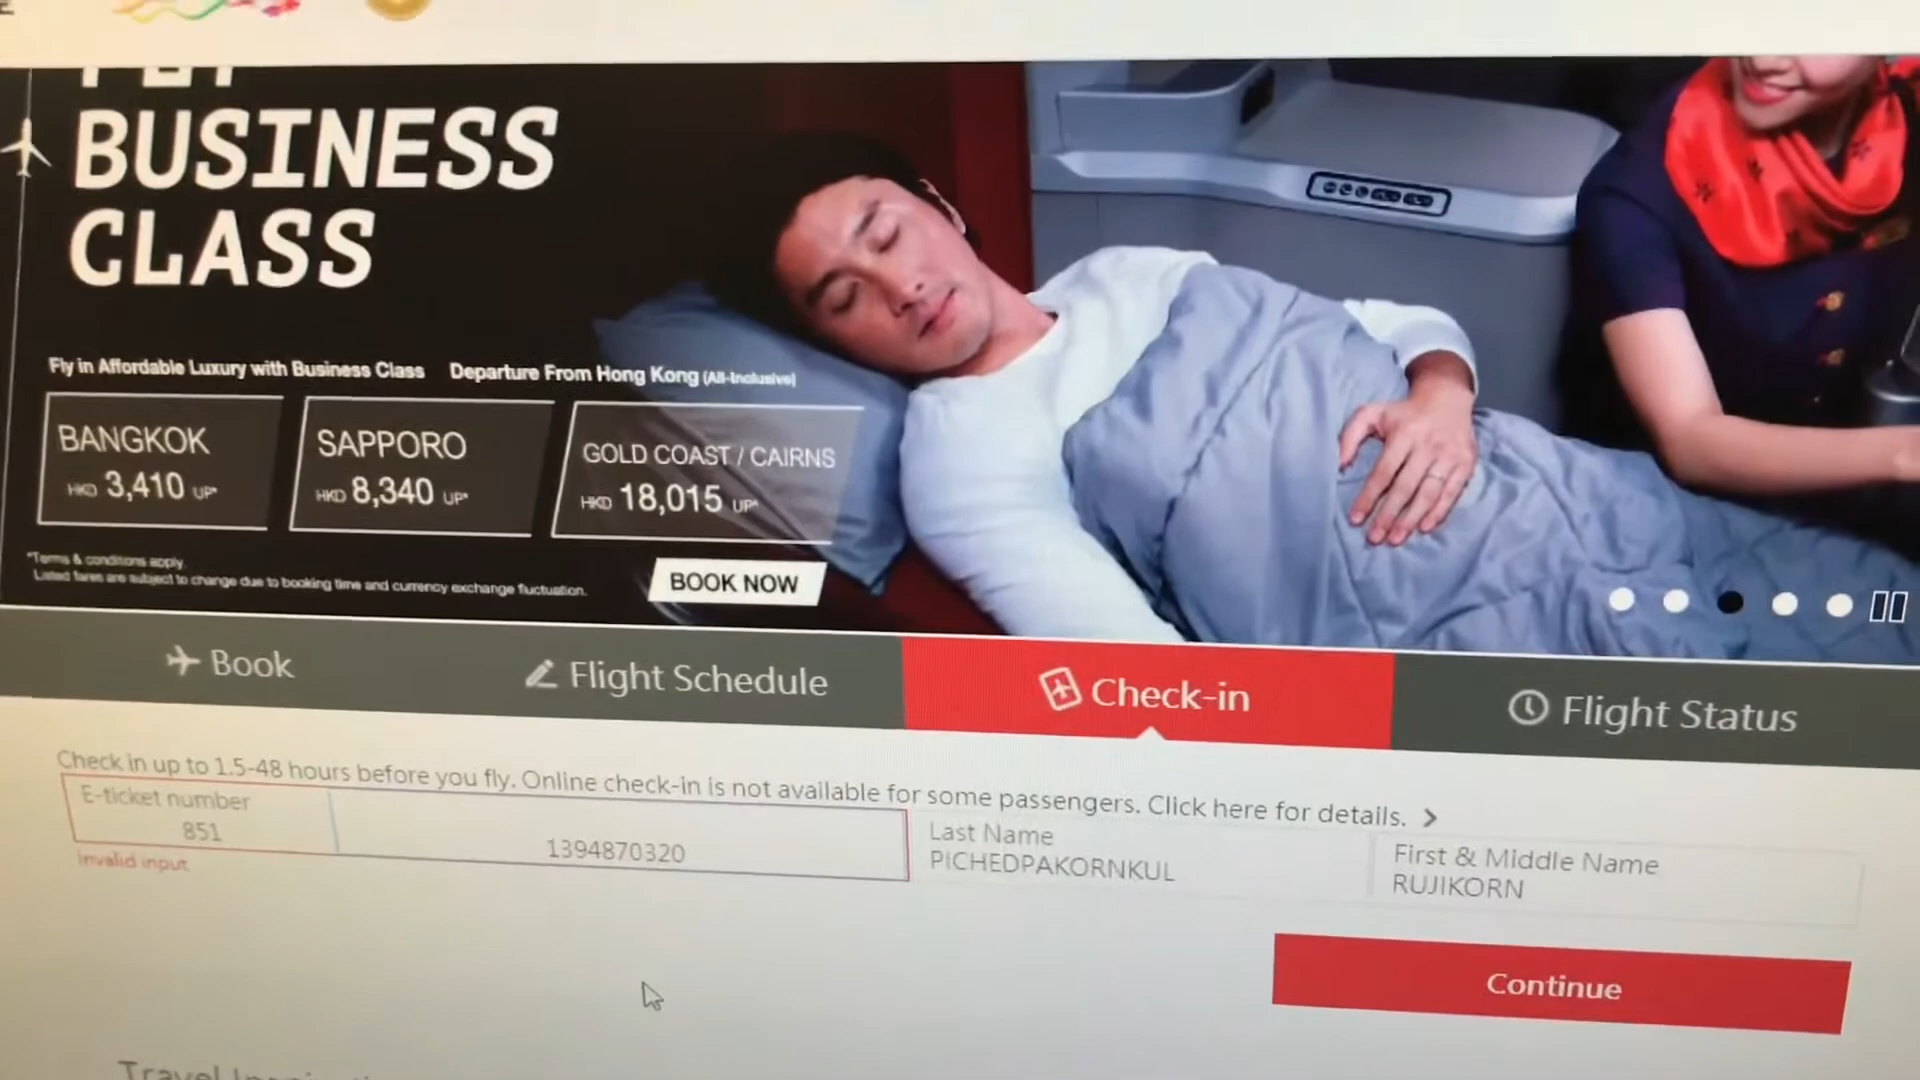 BUSINESS
CLASS
Fly in Affordable Luxury with Business Class Departure From Hong Kong (All-Inclusive)
BANGKOK
HKD 3,410 UP*
SAPPORO
HKD 8,340 UP*
GOLD COAST / CAIRNS
HKD 18,015 UP*
*Terms & conditions apply.
Listed fares are subject to change due to booking time and currency exchange fluctuation.
BOOK NOW
Book
Flight Schedule
Check-in
Flight Status
Check in up to 1.5-48 hours before you fly. Online check-in is not available for some passengers. Click here for details.
E-ticket number
851
1394870320
Invalid input
Last Name
PICHEDPAKORNKUL
First & Middle Name
RUJIKORN
Continue
Travel